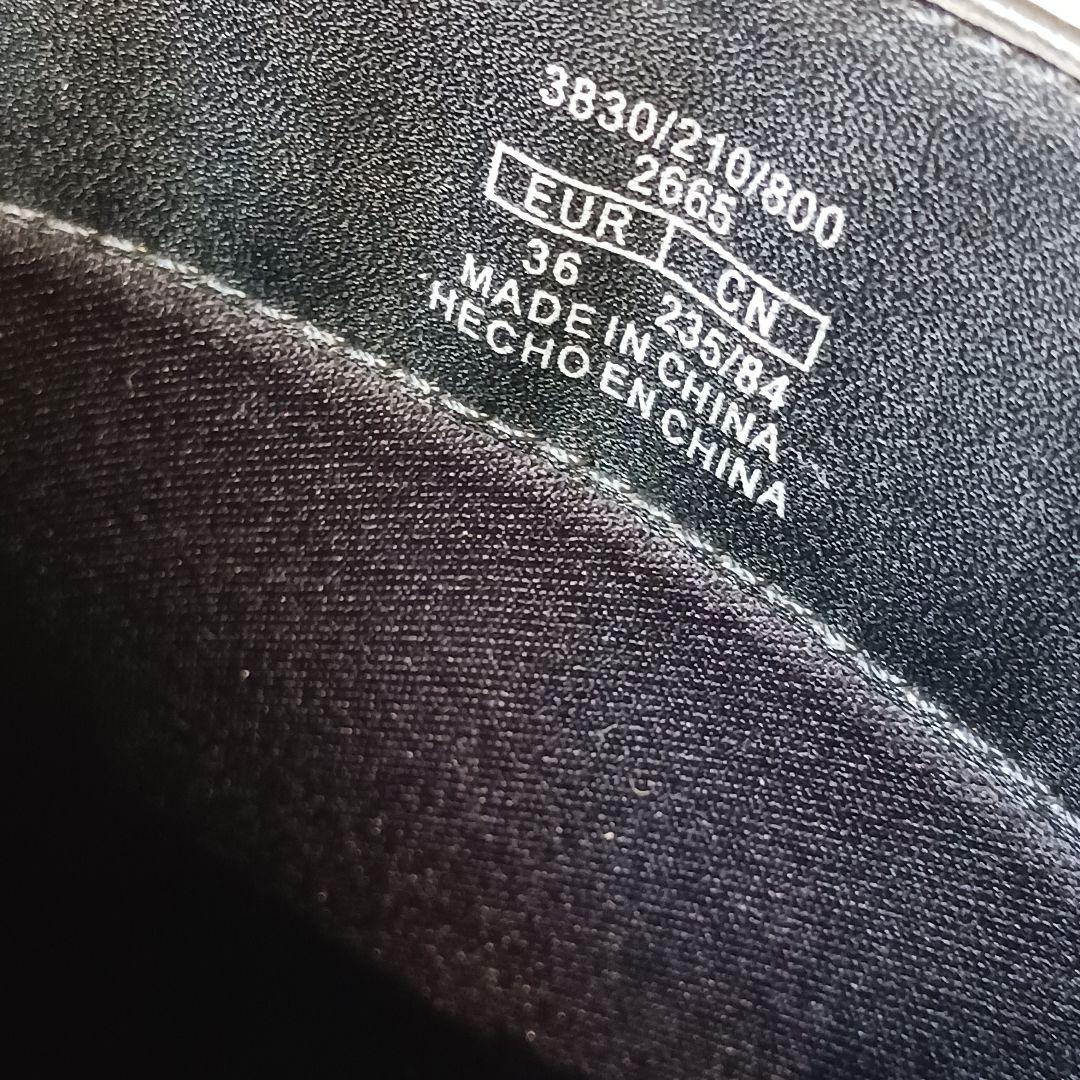 3830/210/800
2665
EUR CN
36 235/84
MADE IN CHINA
HECHO EN CHINA